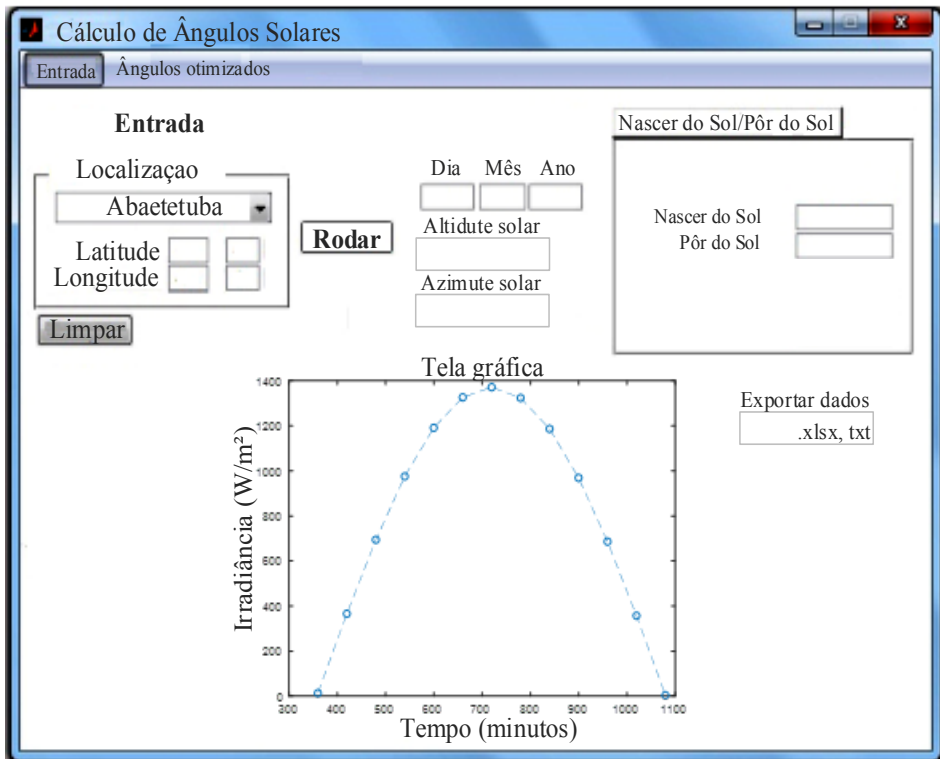 Cálculo de Ângulos Solares
Entrada Ângulos otimizados
Entrada
Localizaçao
Abaetetuba
Latitude
Longitude
Limpar
Rodar
Dia Mês Ano
Altidute solar
Azimute solar
Nascer do Sol/Pôr do Sol
Nascer do Sol
Pôr do Sol
Tela gráfica
Irradiância (W/m²)
1400
1200
1000
800
600
400
200
0
300 400 500 600 700 800 900 1000 1100
Tempo (minutos)
Exportar dados
.xlsx, txt